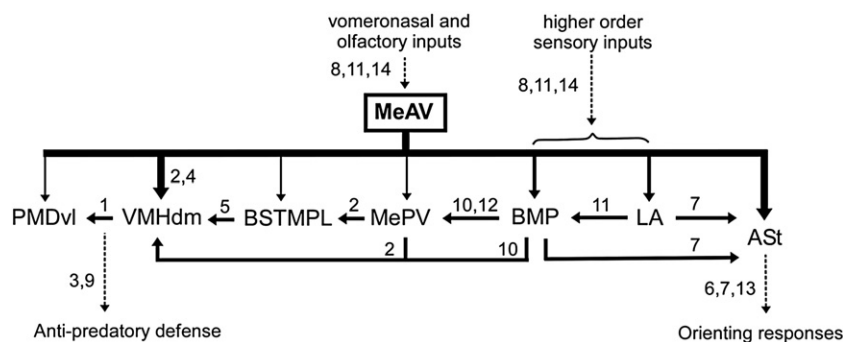 vomeronasal and
olfactory inputs
higher order
sensory inputs
8,11,14
8,11,14
MeAV
2,4
PMDvl 1 VMHdm 5 BSTMPL 2 MePV 10,12 BMP 11 LA 7 ASt
2 10 7
3,9 6,7,13
Anti-predatory defense Orienting responses